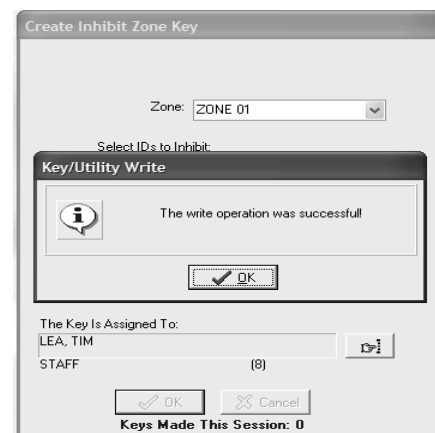 Create Inhibit Zone Key
Zone: ZONE 01
Select IDs to Inhibit:
Key/Utility Write
The write operation was successful!
OK
The Key Is Assigned To:
LEA, TIM
STAFF (8)
OK Cancel
Keys Made This Session: 0